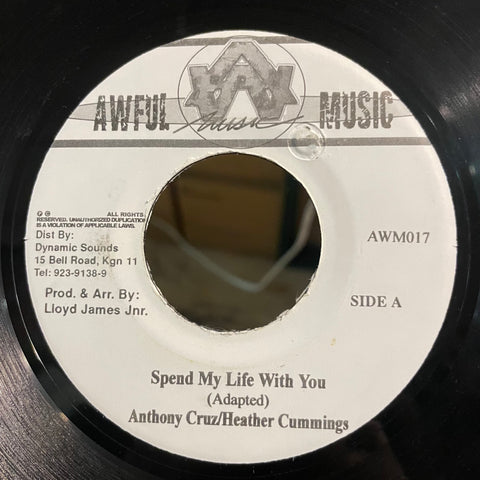 AWFUL music MUSIC
℗ © ALL RIGHTS
RESERVED. UNAUTHORIZED DUPLICATION
IS A VIOLATION OF APPLICABLE LAWS.
Dist By:
Dynamic Sounds
15 Bell Road, Kgn 11
Tel: 923-9138-9
Prod. & Arr. By:
Lloyd James Jnr.
AWM017
SIDE A
Spend My Life With You
(Adapted)
Anthony Cruz/Heather Cummings